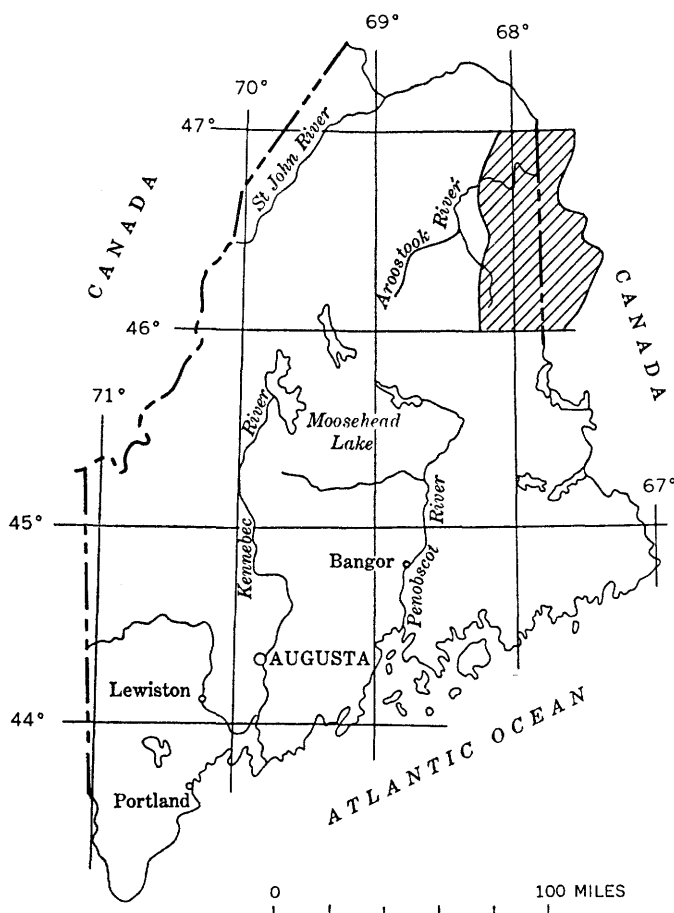 69°
68°
70°
47°
St John River
CANADA
Aroostook River
46°
CANADA
71°
River
Moosehead
Lake
67°
45°
Kennebec
River
Bangor
Penobscot
AUGUSTA
Lewiston
44°
ATLANTIC OCEAN
Portland
0 100 MILES